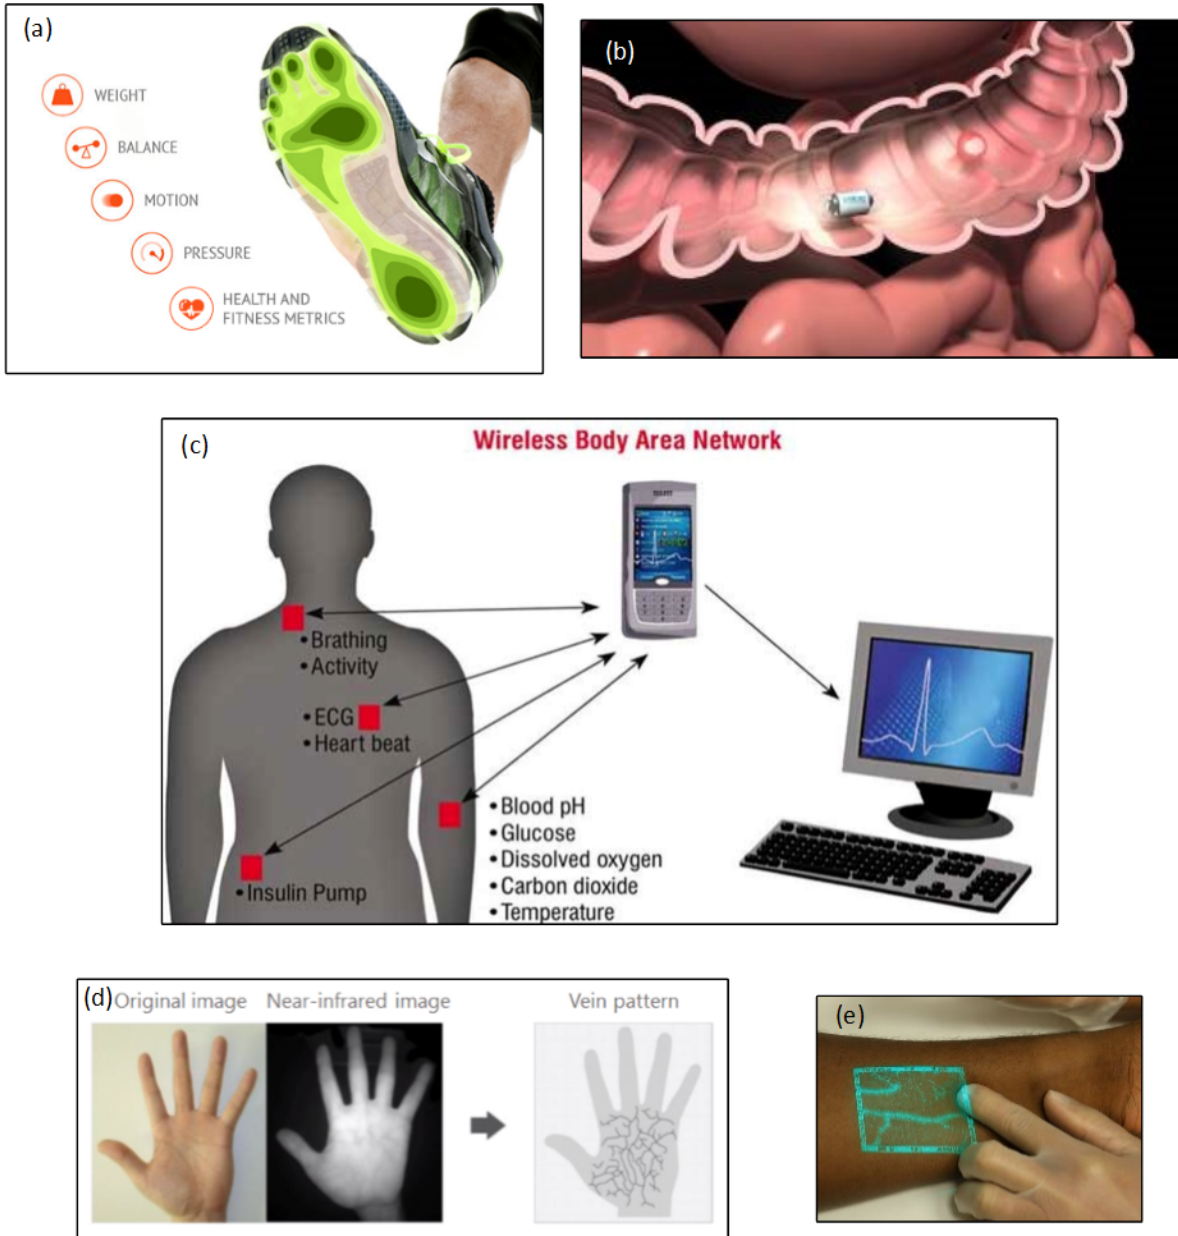 (a)
WEIGHT
BALANCE
MOTION
PRESSURE
HEALTH AND
FITNESS METRICS
(b)
(c)
Wireless Body Area Network
• Brathing
• Activity
• ECG
• Heart beat
• Insulin Pump
• Blood pH
• Glucose
• Dissolved oxygen
• Carbon dioxide
• Temperature
(d) Original image Near-infrared image Vein pattern
(e)